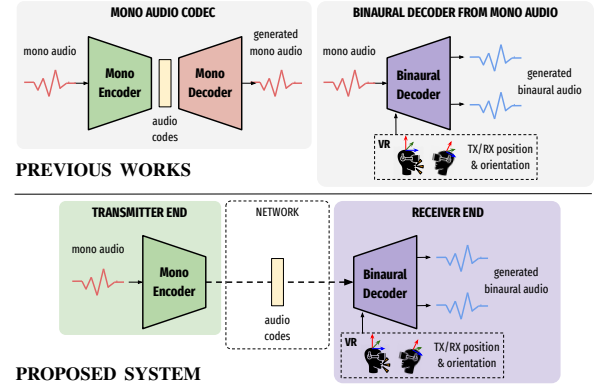 MONO AUDIO CODEC
mono audio
Mono
Encoder
audio
codes
Mono
Decoder
generated
mono audio
BINAURAL DECODER FROM MONO AUDIO
mono audio
Binaural
Decoder
generated
binaural audio
VR
TX/RX position
& orientation
PREVIOUS WORKS
TRANSMITTER END
mono audio
Mono
Encoder
NETWORK
audio
codes
RECEIVER END
Binaural
Decoder
generated
binaural audio
VR
TX/RX position
& orientation
PROPOSED SYSTEM